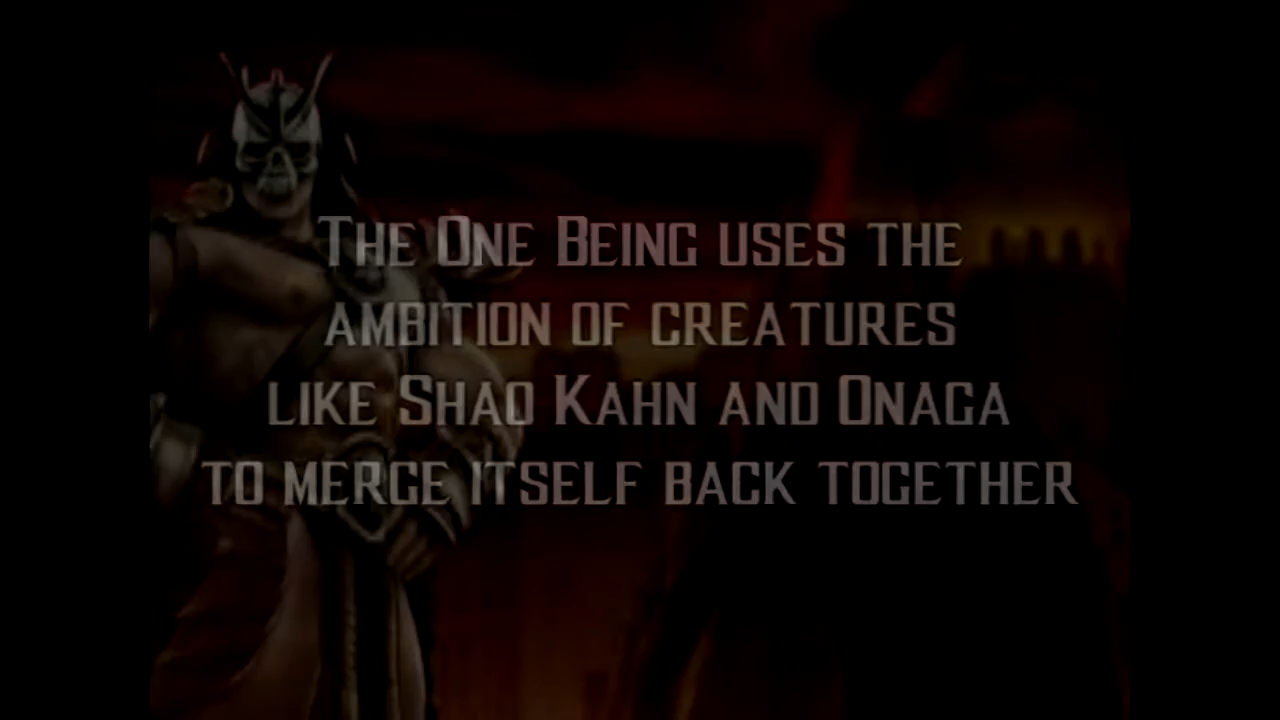 The One Being uses the
ambition of creatures
like Shao Kahn and Onaga
to merge itself back together